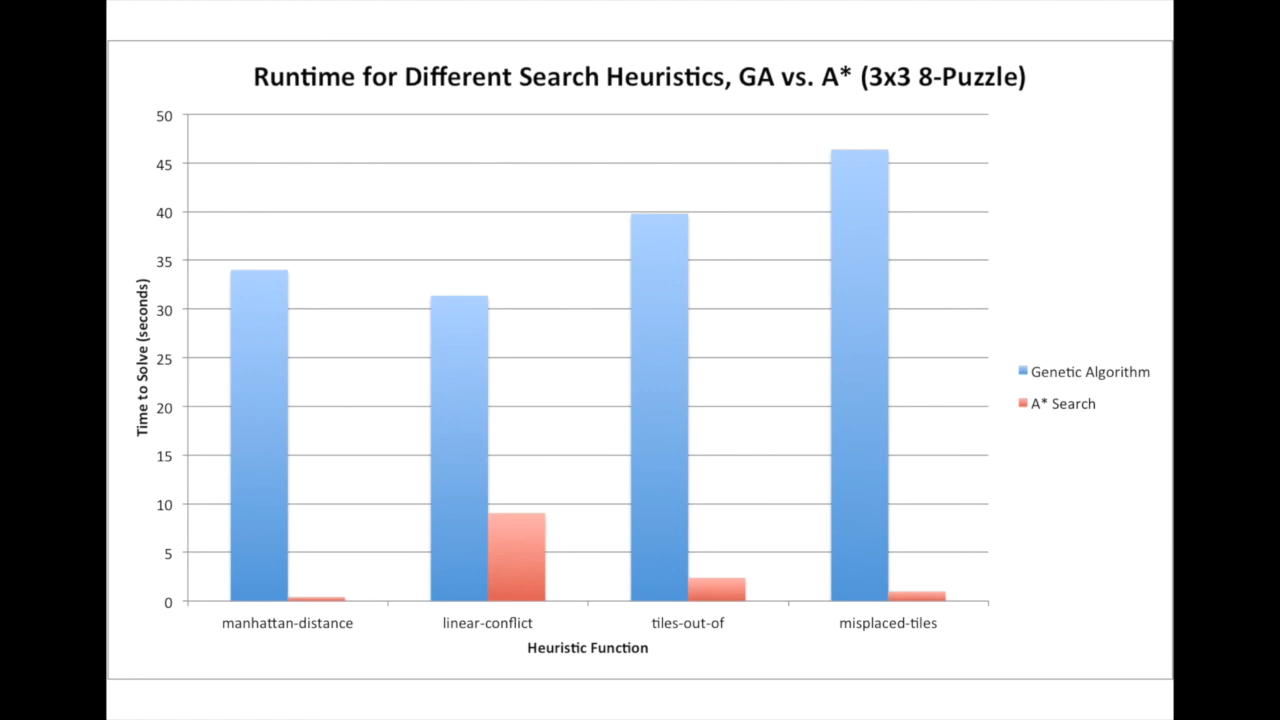 Runtime for Different Search Heuristics, GA vs. A* (3x3 8-Puzzle)
50
45
40
35
30
25
20
15
10
5
0
Time to Solve (seconds)
manhattan-distance
linear-conflict
tiles-out-of
misplaced-tiles
Heuristic Function
Genetic Algorithm
A* Search